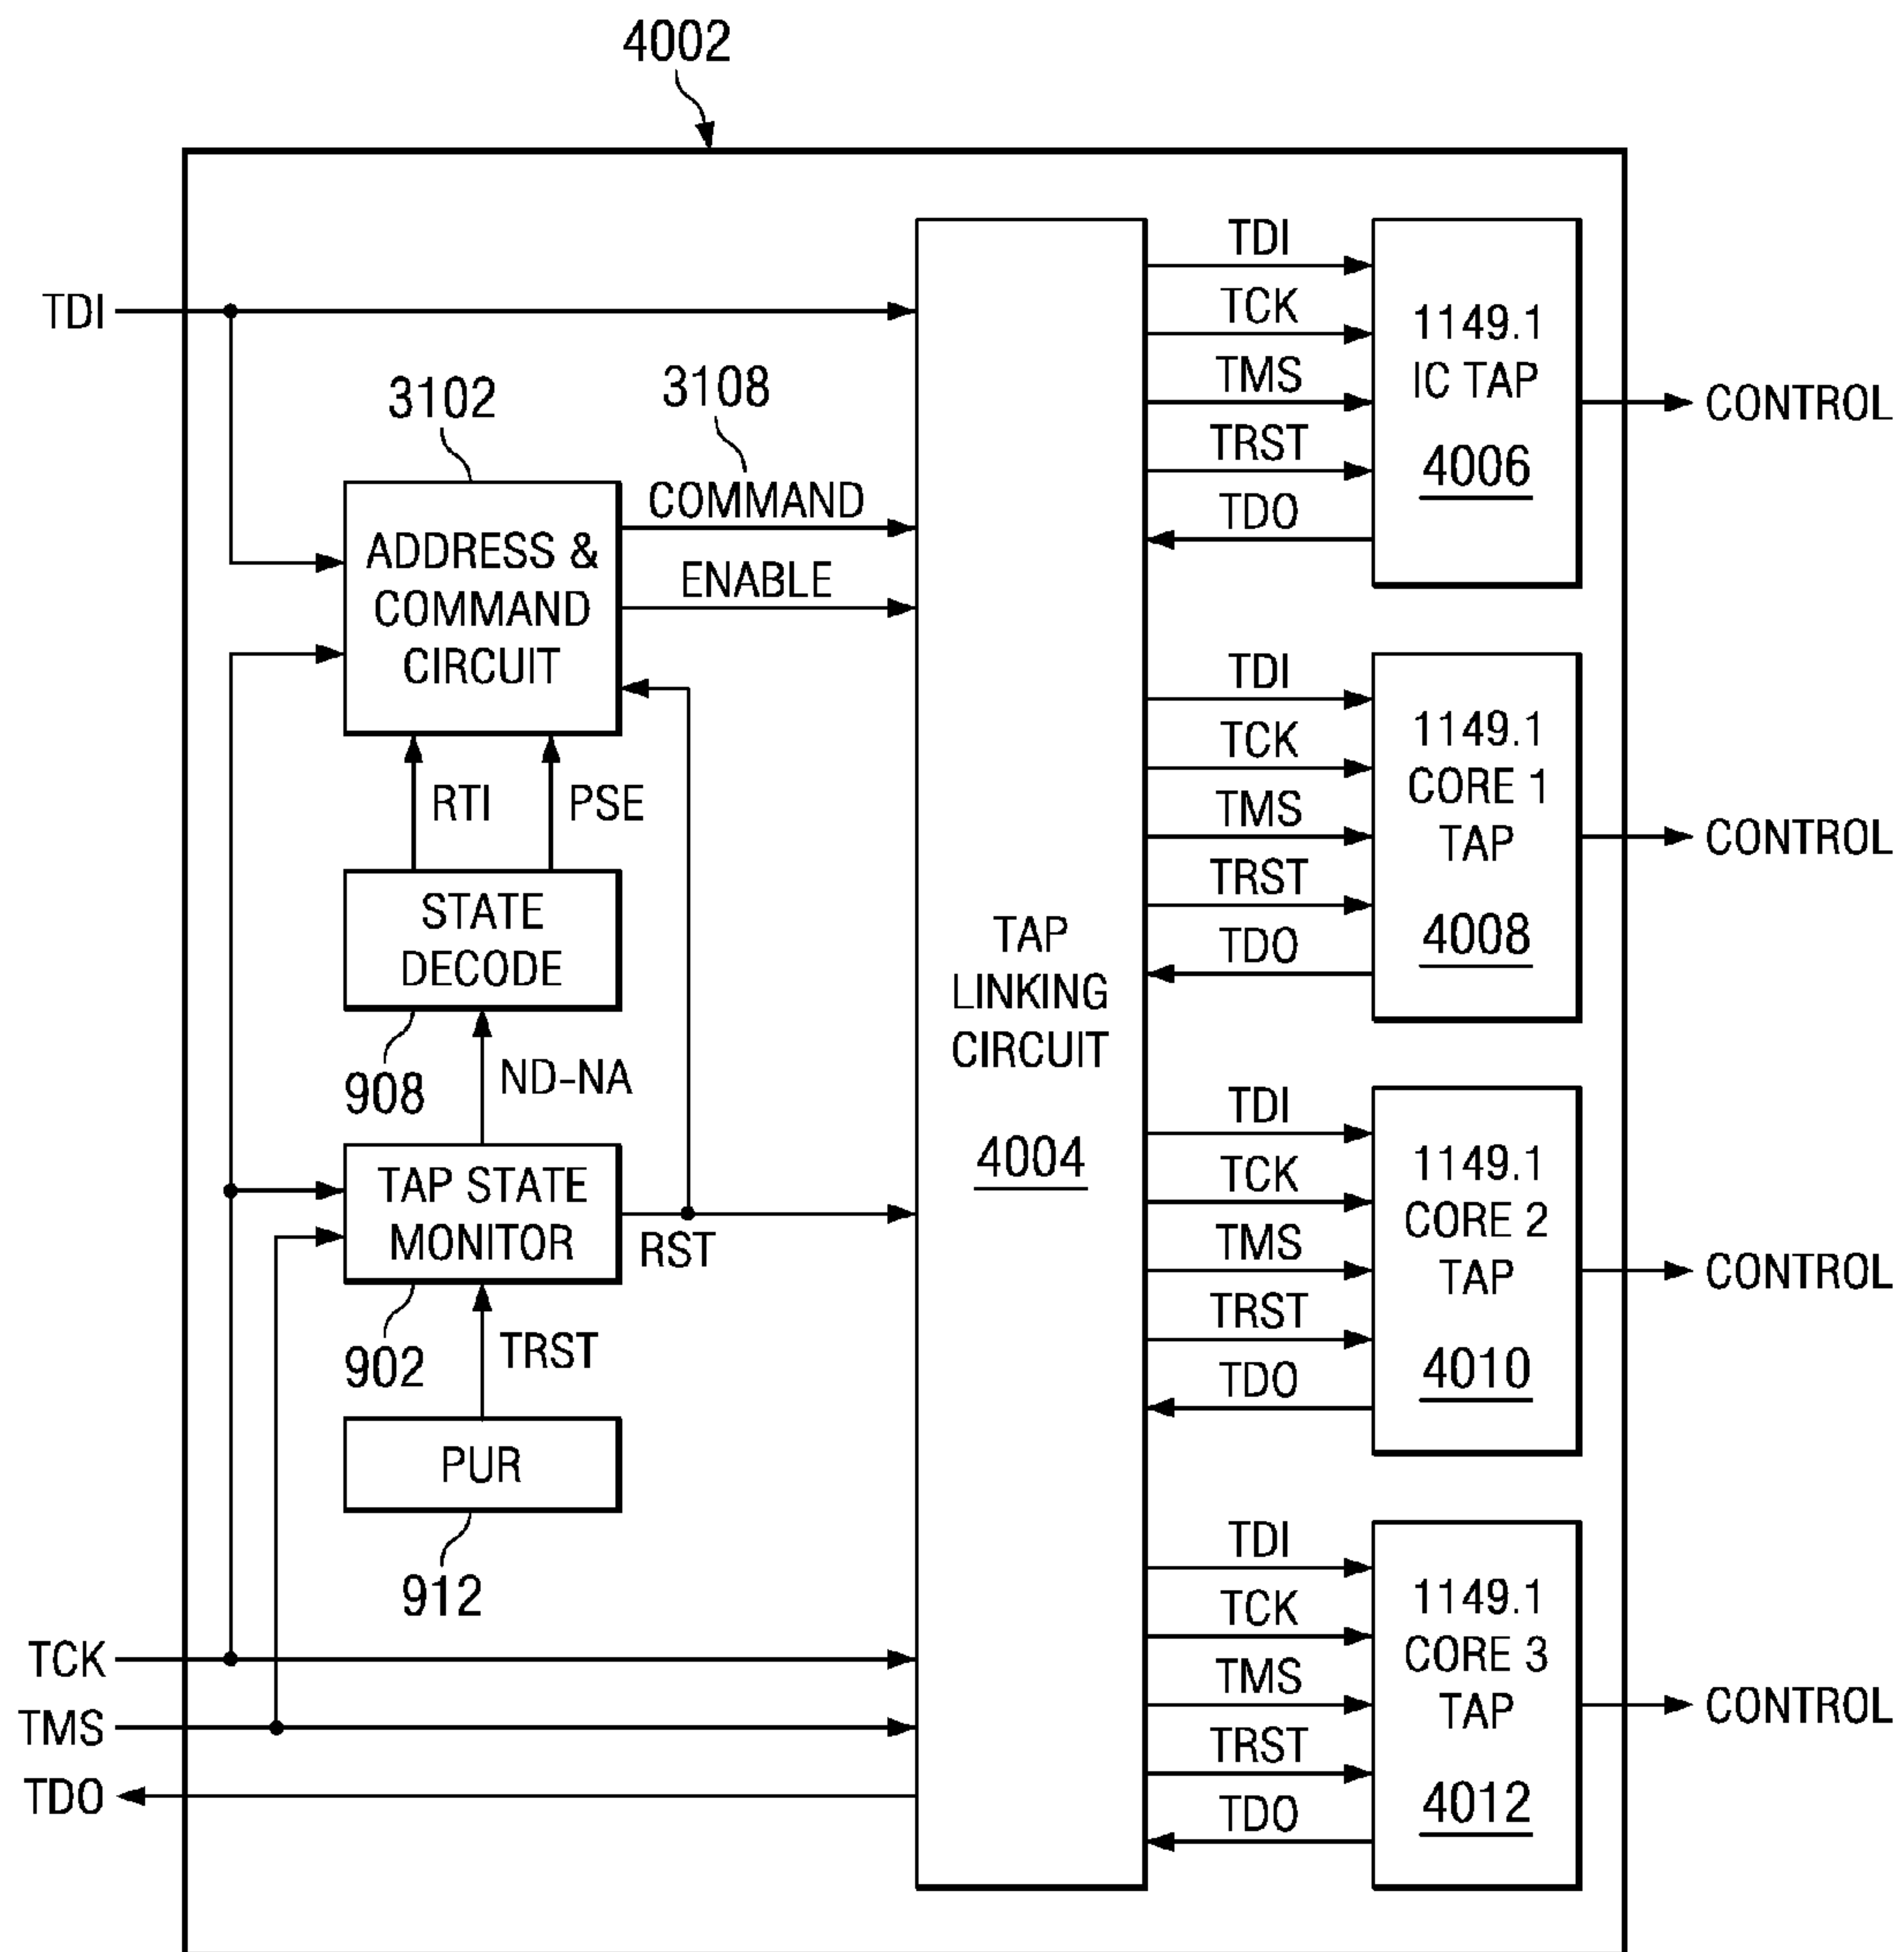 4002
TDI
3102
3108
ADDRESS &
COMMAND
CIRCUIT
COMMAND
ENABLE
RTI
PSE
STATE
DECODE
908
ND-NA
TAP STATE
MONITOR
RST
902
TRST
PUR
912
TCK
TMS
TDO
TAP
LINKING
CIRCUIT
4004
TDI
TCK
TMS
TRST
TDO
1149.1
IC TAP
4006
CONTROL
TDI
TCK
TMS
TRST
TDO
1149.1
CORE 1
TAP
4008
CONTROL
TDI
TCK
TMS
TRST
TDO
1149.1
CORE 2
TAP
4010
CONTROL
TDI
TCK
TMS
TRST
TDO
1149.1
CORE 3
TAP
4012
CONTROL